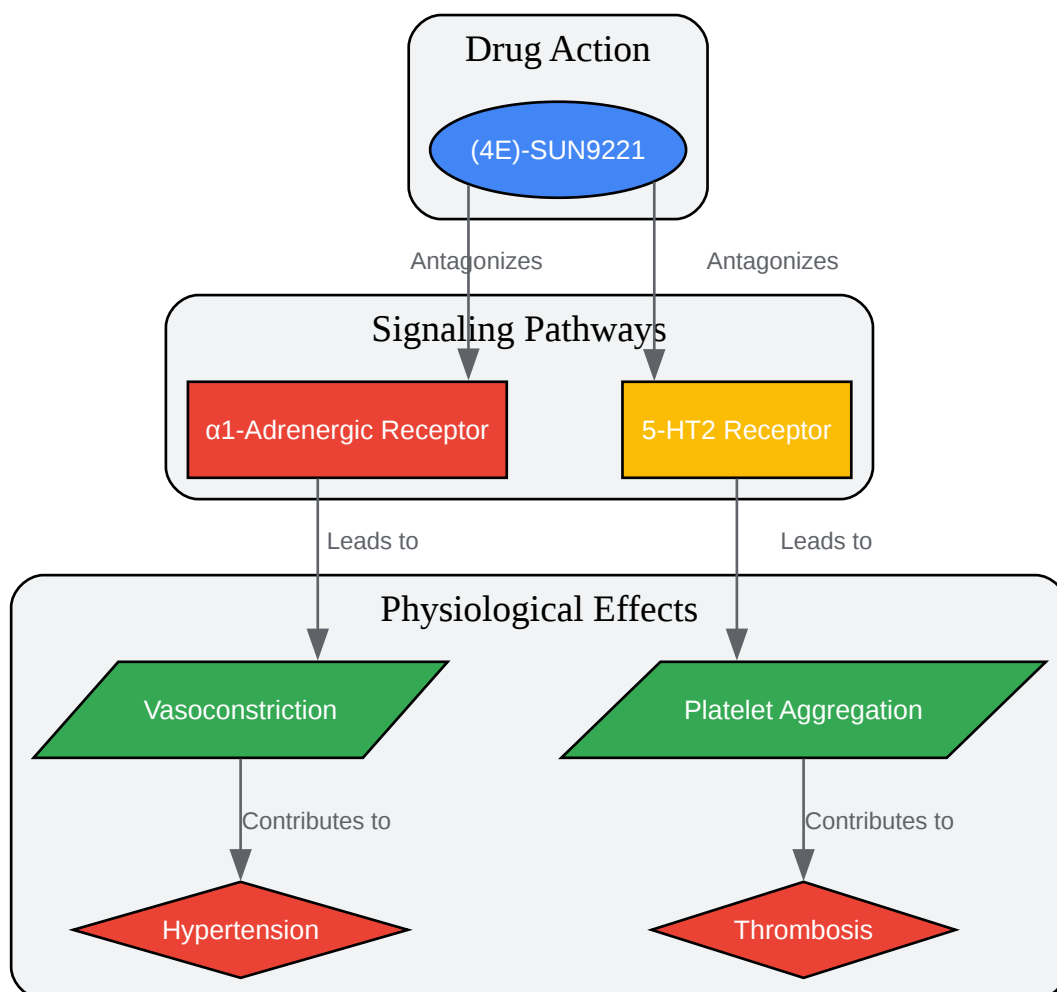 Drug Action
(4E)-SUN9221
Antagonizes
Antagonizes
Signaling Pathways
α1-Adrenergic Receptor
5-HT2 Receptor
Leads to
Leads to
Physiological Effects
Vasoconstriction
Platelet Aggregation
Contributes to
Contributes to
Hypertension
Thrombosis